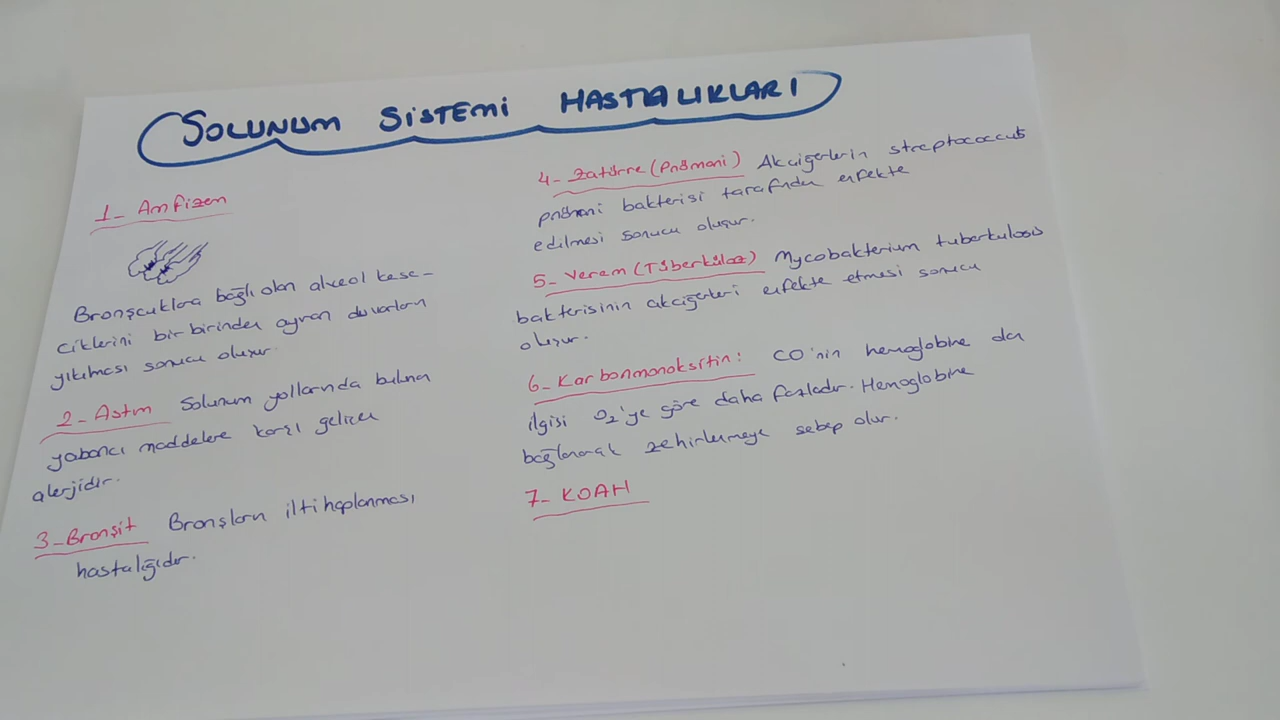 SOLUNUM SİSTEMİ HASTALIKLARI
1- Amfizem
Bronşcuklara bağlı olan alveol kese-
ciklerini birbirinden ayıran duvarların
yıkılması sonucu oluşur.
2- Astım Solunum yollarında bulunan
yabancı maddelere karşı gelişen
alerjidir.
3- Bronşit Bronşların iltihaplanması
hastalığıdır.
4- Zatürre (Pnömoni) Akciğerlerin streptococcus
pnömoni bakterisi tarafından enfekte
edilmesi sonucu oluşur.
5- Verem (Tüberküloz) Mycobakterium tuberkulosis
bakterisinin akciğerleri enfekte etmesi sonucu
oluşur.
6- Karbonmonoksitin: CO'nin hemoglobine da
ilgisi O₂'ye göre daha fazladır. Hemoglobine
bağlanarak zehirlenmeye sebep olur.
7- KOAH